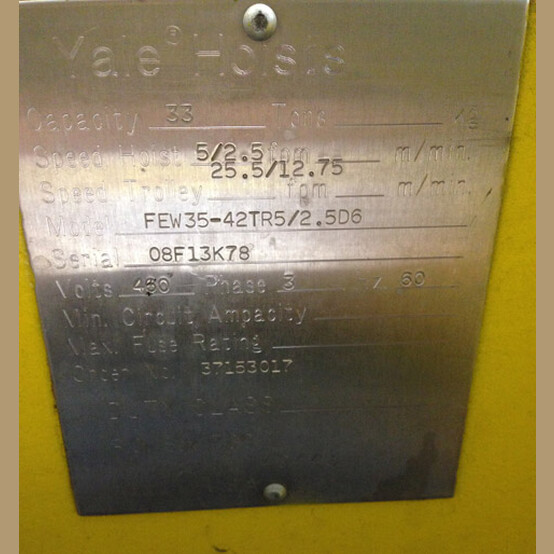 Yale® Hoists
Capacity 33 Tons
Speed Hoist 5/2.5 fpm m/min.
25.5/12.75
Speed Trolley fpm m/min.
Model FEW35-42TR5/2.5D6
Serial 08F13K78
Volts 460 Phase 3 60
Min. Circuit Ampacity
Max. Fuse Rating
Order No. 37153017
DUTY CLASS